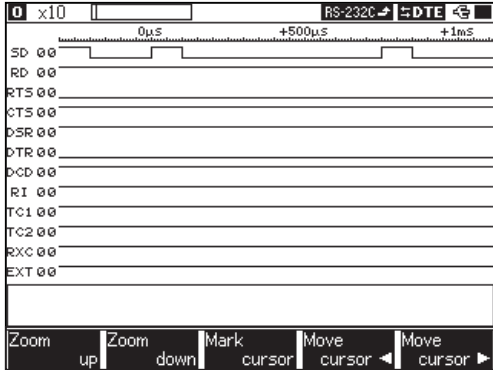 0 x10 RS-232C DTE
0µS +500µS +1mS
SD 00
RD 00
RTS 00
CTS 00
DSR 00
DTR 00
DCD 00
RI 00
TC1 00
TC2 00
RXC 00
EXT 00
Zoom up Zoom down Mark cursor Move cursor ◄ Move cursor ►